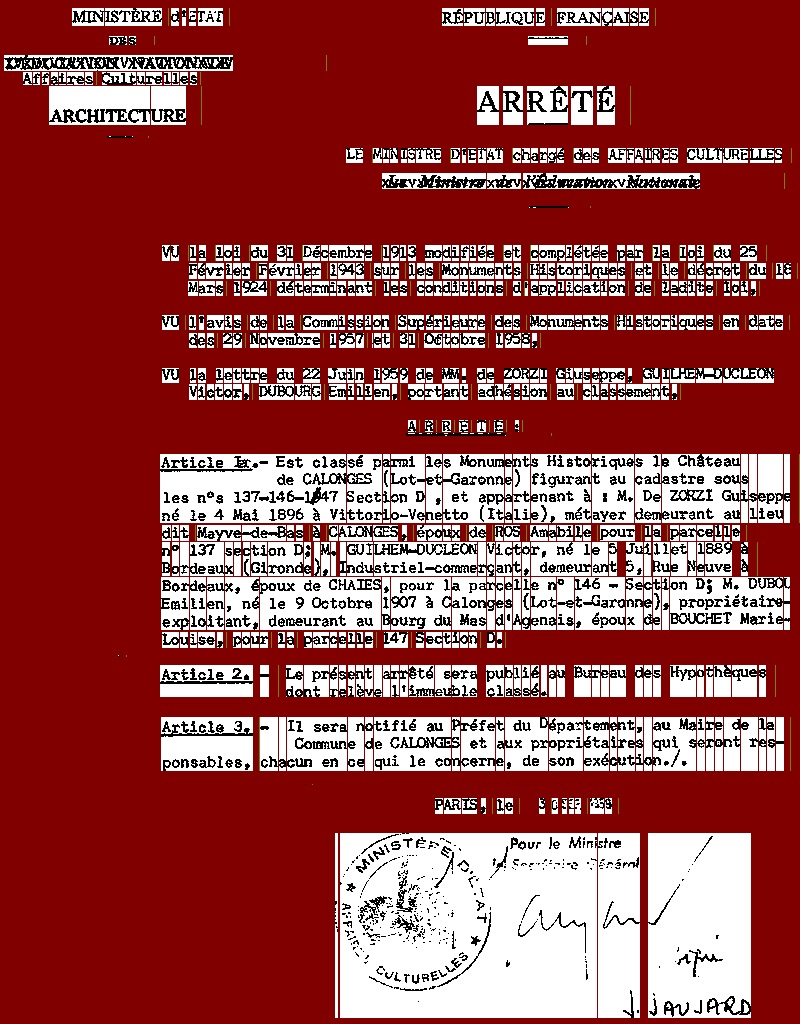 MINISTÈRE d'ETAT
DES
Affaires Culturelles
ARCHITECTURE
RÉPUBLIQUE FRANÇAISE
ARRÊTÉ
LE MINISTRE D'ETAT chargé des AFFAIRES CULTURELLES
Le Ministre de l'Éducation Nationale
VU la loi du 31 Décembre 1913 modifiée et complétée par la Loi du 25
Février Février 1943 sur les Monuments Historiques et le décret du 18
Mars 1924 déterminant les conditions d'application de ladite loi,
VU l'avis de la Commission Supérieure des Monuments Historiques en date
des 29 Novembre 1957 et 31 Octobre 1958,
VU la lettre du 22 Juin 1959 de MM. de ZORZI Giuseppe, GUILHEM-DUCLEON
Victor, DUBOURG Emilien, portant adhésion au classement,
A R R E T E :
Article 1er.- Est classé parmi les Monuments Historiques le Château
de CALONGES (Lot-et-Garonne) figurant au cadastre sous
les n°s 137-146-147 Section D , et appartenant à : M. De ZORZI Guiseppe
né le 4 Mai 1896 à Vittorio-Venetto (Italie), métayer demeurant au lieu
dit Mayve-de-Bas à CALONGES, époux de ROS Amabile pour la parcelle
n° 137 section D; M. GUILHEM-DUCLEON Victor, né le 5 Juillet 1889 à
Bordeaux (Gironde), Industriel-commerçant, demeurant 5, Rue Neuve à
Bordeaux, époux de CHAIES, pour la parcelle n° 146 - Section D; M. DUBOU
Emilien, né le 9 Octobre 1907 à Calonges (Lot-et-Garonne), propriétaire-
exploitant, demeurant au Bourg du Mas d'Agenais, époux de BOUCHET Marie-
Louise, pour la parcelle 147 Section D.
Article 2. - Le présent arrêté sera publié au Bureau des Hypothèques
dont relève l'immeuble classé.
Article 3. - Il sera notifié au Préfet du Département, au Maire de la
Commune de CALONGES et aux propriétaires qui seront res-
ponsables, chacun en ce qui le concerne, de son exécution./.
PARIS, le 3
Pour le Ministre
le Secrétaire Général
MINISTÈRE D'ETAT
AFFAIRES CULTURELLES
signé
J. JAUJARD